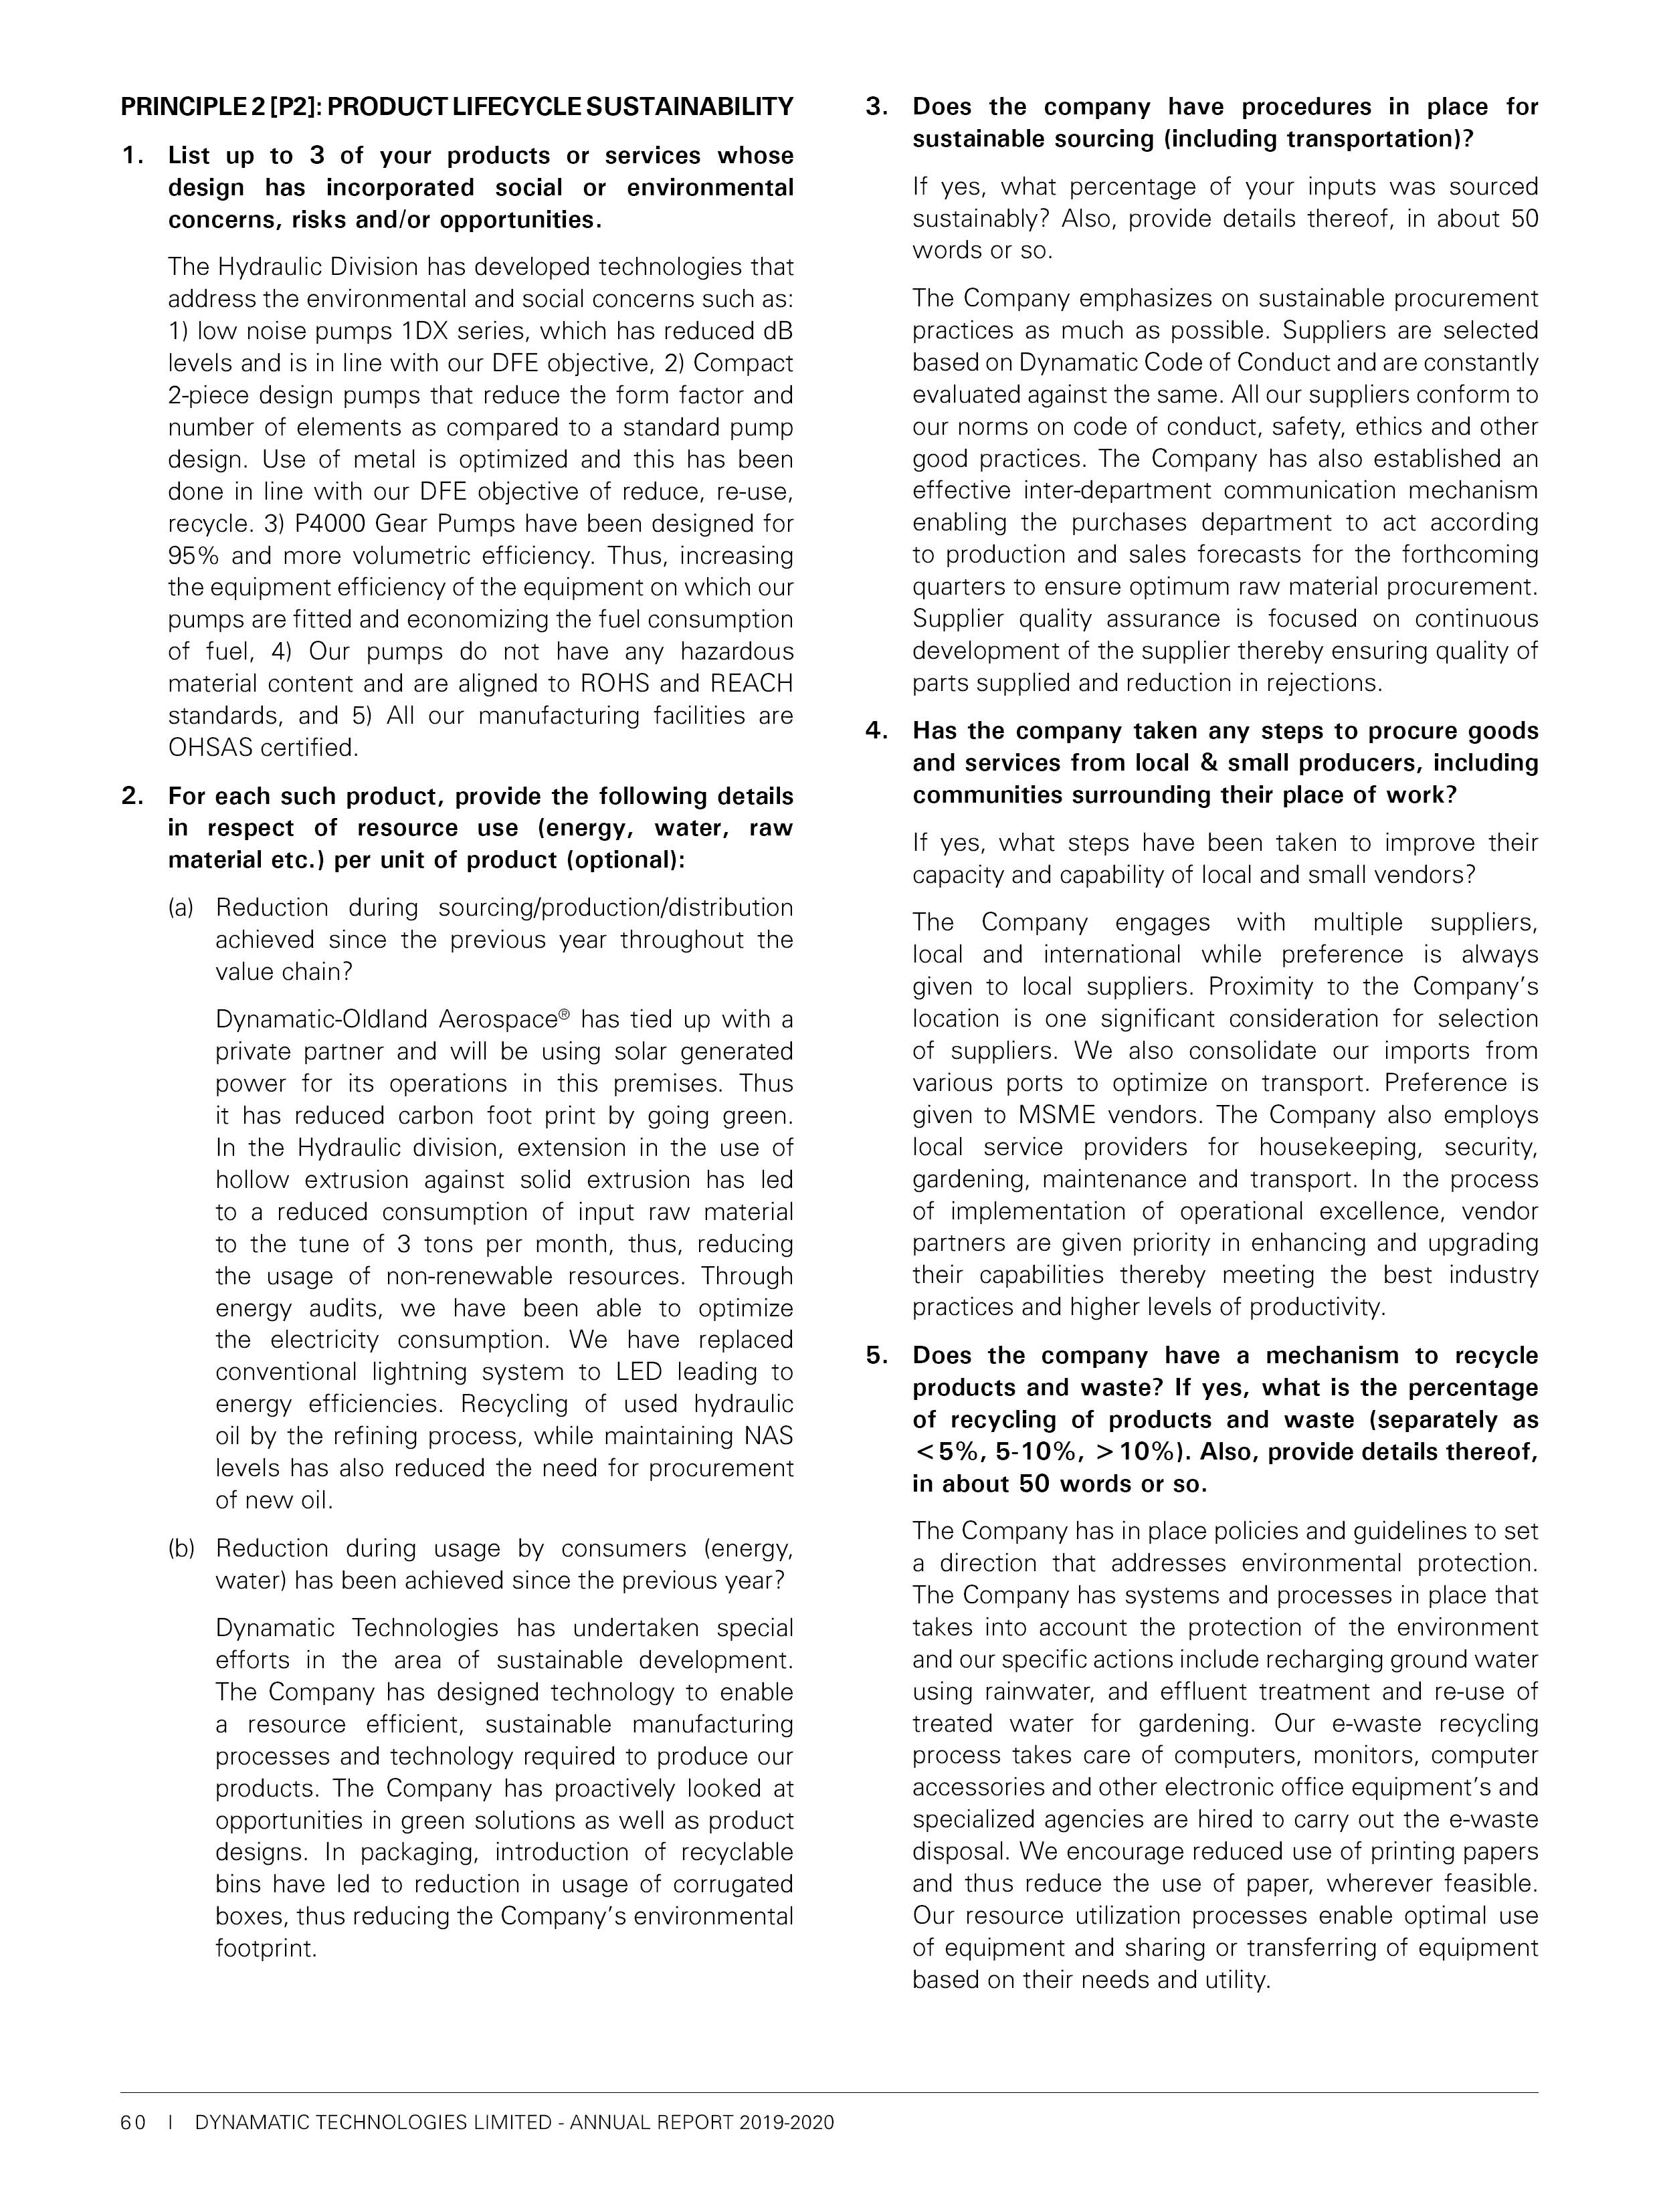 PRINCIPLE 2 [P2]: PRODUCT LIFECYCLE SUSTAINABILITY
1. List up to 3 of your products or services whose
design has incorporated social or environmental
concerns, risks and/or opportunities.
The Hydraulic Division has developed technologies that
address the environmental and social concerns such as:
1) low noise pumps 1DX series, which has reduced dB
levels and is in line with our DFE objective, 2) Compact
2-piece design pumps that reduce the form factor and
number of elements as compared to a standard pump
design. Use of metal is optimized and this has been
done in line with our DFE objective of reduce, re-use,
recycle. 3) P4000 Gear Pumps have been designed for
95% and more volumetric efficiency. Thus, increasing
the equipment efficiency of the equipment on which our
pumps are fitted and economizing the fuel consumption
of fuel, 4) Our pumps do not have any hazardous
material content and are aligned to ROHS and REACH
standards, and 5) All our manufacturing facilities are
OHSAS certified.
2. For each such product, provide the following details
in respect of resource use (energy, water, raw
material etc.) per unit of product (optional):
(a) Reduction during sourcing/production/distribution
achieved since the previous year throughout the
value chain?
Dynamatic-Oldland Aerospace® has tied up with a
private partner and will be using solar generated
power for its operations in this premises. Thus
it has reduced carbon foot print by going green.
In the Hydraulic division, extension in the use of
hollow extrusion against solid extrusion has led
to a reduced consumption of input raw material
to the tune of 3 tons per month, thus, reducing
the usage of non-renewable resources. Through
energy audits, we have been able to optimize
the electricity consumption. We have replaced
conventional lightning system to LED leading to
energy efficiencies. Recycling of used hydraulic
oil by the refining process, while maintaining NAS
levels has also reduced the need for procurement
of new oil.
(b) Reduction during usage by consumers (energy,
water) has been achieved since the previous year?
Dynamatic Technologies has undertaken special
efforts in the area of sustainable development.
The Company has designed technology to enable
a resource efficient, sustainable manufacturing
processes and technology required to produce our
products. The Company has proactively looked at
opportunities in green solutions as well as product
designs. In packaging, introduction of recyclable
bins have led to reduction in usage of corrugated
boxes, thus reducing the Company's environmental
footprint.
3. Does the company have procedures in place for
sustainable sourcing (including transportation)?
If yes, what percentage of your inputs was sourced
sustainably? Also, provide details thereof, in about 50
words or so.
The Company emphasizes on sustainable procurement
practices as much as possible. Suppliers are selected
based on Dynamatic Code of Conduct and are constantly
evaluated against the same. All our suppliers conform to
our norms on code of conduct, safety, ethics and other
good practices. The Company has also established an
effective inter-department communication mechanism
enabling the purchases department to act according
to production and sales forecasts for the forthcoming
quarters to ensure optimum raw material procurement.
Supplier quality assurance is focused on continuous
development of the supplier thereby ensuring quality of
parts supplied and reduction in rejections.
4. Has the company taken any steps to procure goods
and services from local & small producers, including
communities surrounding their place of work?
If yes, what steps have been taken to improve their
capacity and capability of local and small vendors?
The Company engages with multiple suppliers,
local and international while preference is always
given to local suppliers. Proximity to the Company's
location is one significant consideration for selection
of suppliers. We also consolidate our imports from
various ports to optimize on transport. Preference is
given to MSME vendors. The Company also employs
local service providers for housekeeping, security,
gardening, maintenance and transport. In the process
of implementation of operational excellence, vendor
partners are given priority in enhancing and upgrading
their capabilities thereby meeting the best industry
practices and higher levels of productivity.
5. Does the company have a mechanism to recycle
products and waste? If yes, what is the percentage
of recycling of products and waste (separately as
<5%, 5-10%, >10%). Also, provide details thereof,
in about 50 words or so.
The Company has in place policies and guidelines to set
a direction that addresses environmental protection.
The Company has systems and processes in place that
takes into account the protection of the environment
and our specific actions include recharging ground water
using rainwater, and effluent treatment and re-use of
treated water for gardening. Our e-waste recycling
process takes care of computers, monitors, computer
accessories and other electronic office equipment's and
specialized agencies are hired to carry out the e-waste
disposal. We encourage reduced use of printing papers
and thus reduce the use of paper, wherever feasible.
Our resource utilization processes enable optimal use
of equipment and sharing or transferring of equipment
based on their needs and utility.
60 I DYNAMATIC TECHNOLOGIES LIMITED - ANNUAL REPORT 2019-2020